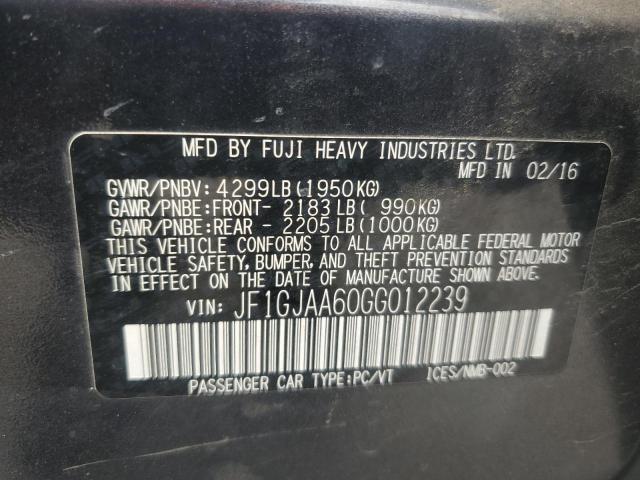 MFD BY FUJI HEAVY INDUSTRIES LTD.
MFD IN 02/16
GVWR/PNBV: 4299LB(1950KG)
GAWR/PNBE:FRONT- 2183LB( 990KG)
GAWR/PNBE:REAR - 2205LB(1000KG)
THIS VEHICLE CONFORMS TO ALL APPLICABLE FEDERAL MOTOR
VEHICLE SAFETY, BUMPER, AND THEFT PREVENTION STANDARDS
IN EFFECT ON THE DATE OF MANUFACTURE SHOWN ABOVE.
VIN: JF1GJAA60GG012239
PASSENGER CAR TYPE:PC/VT ICES/NMB-002